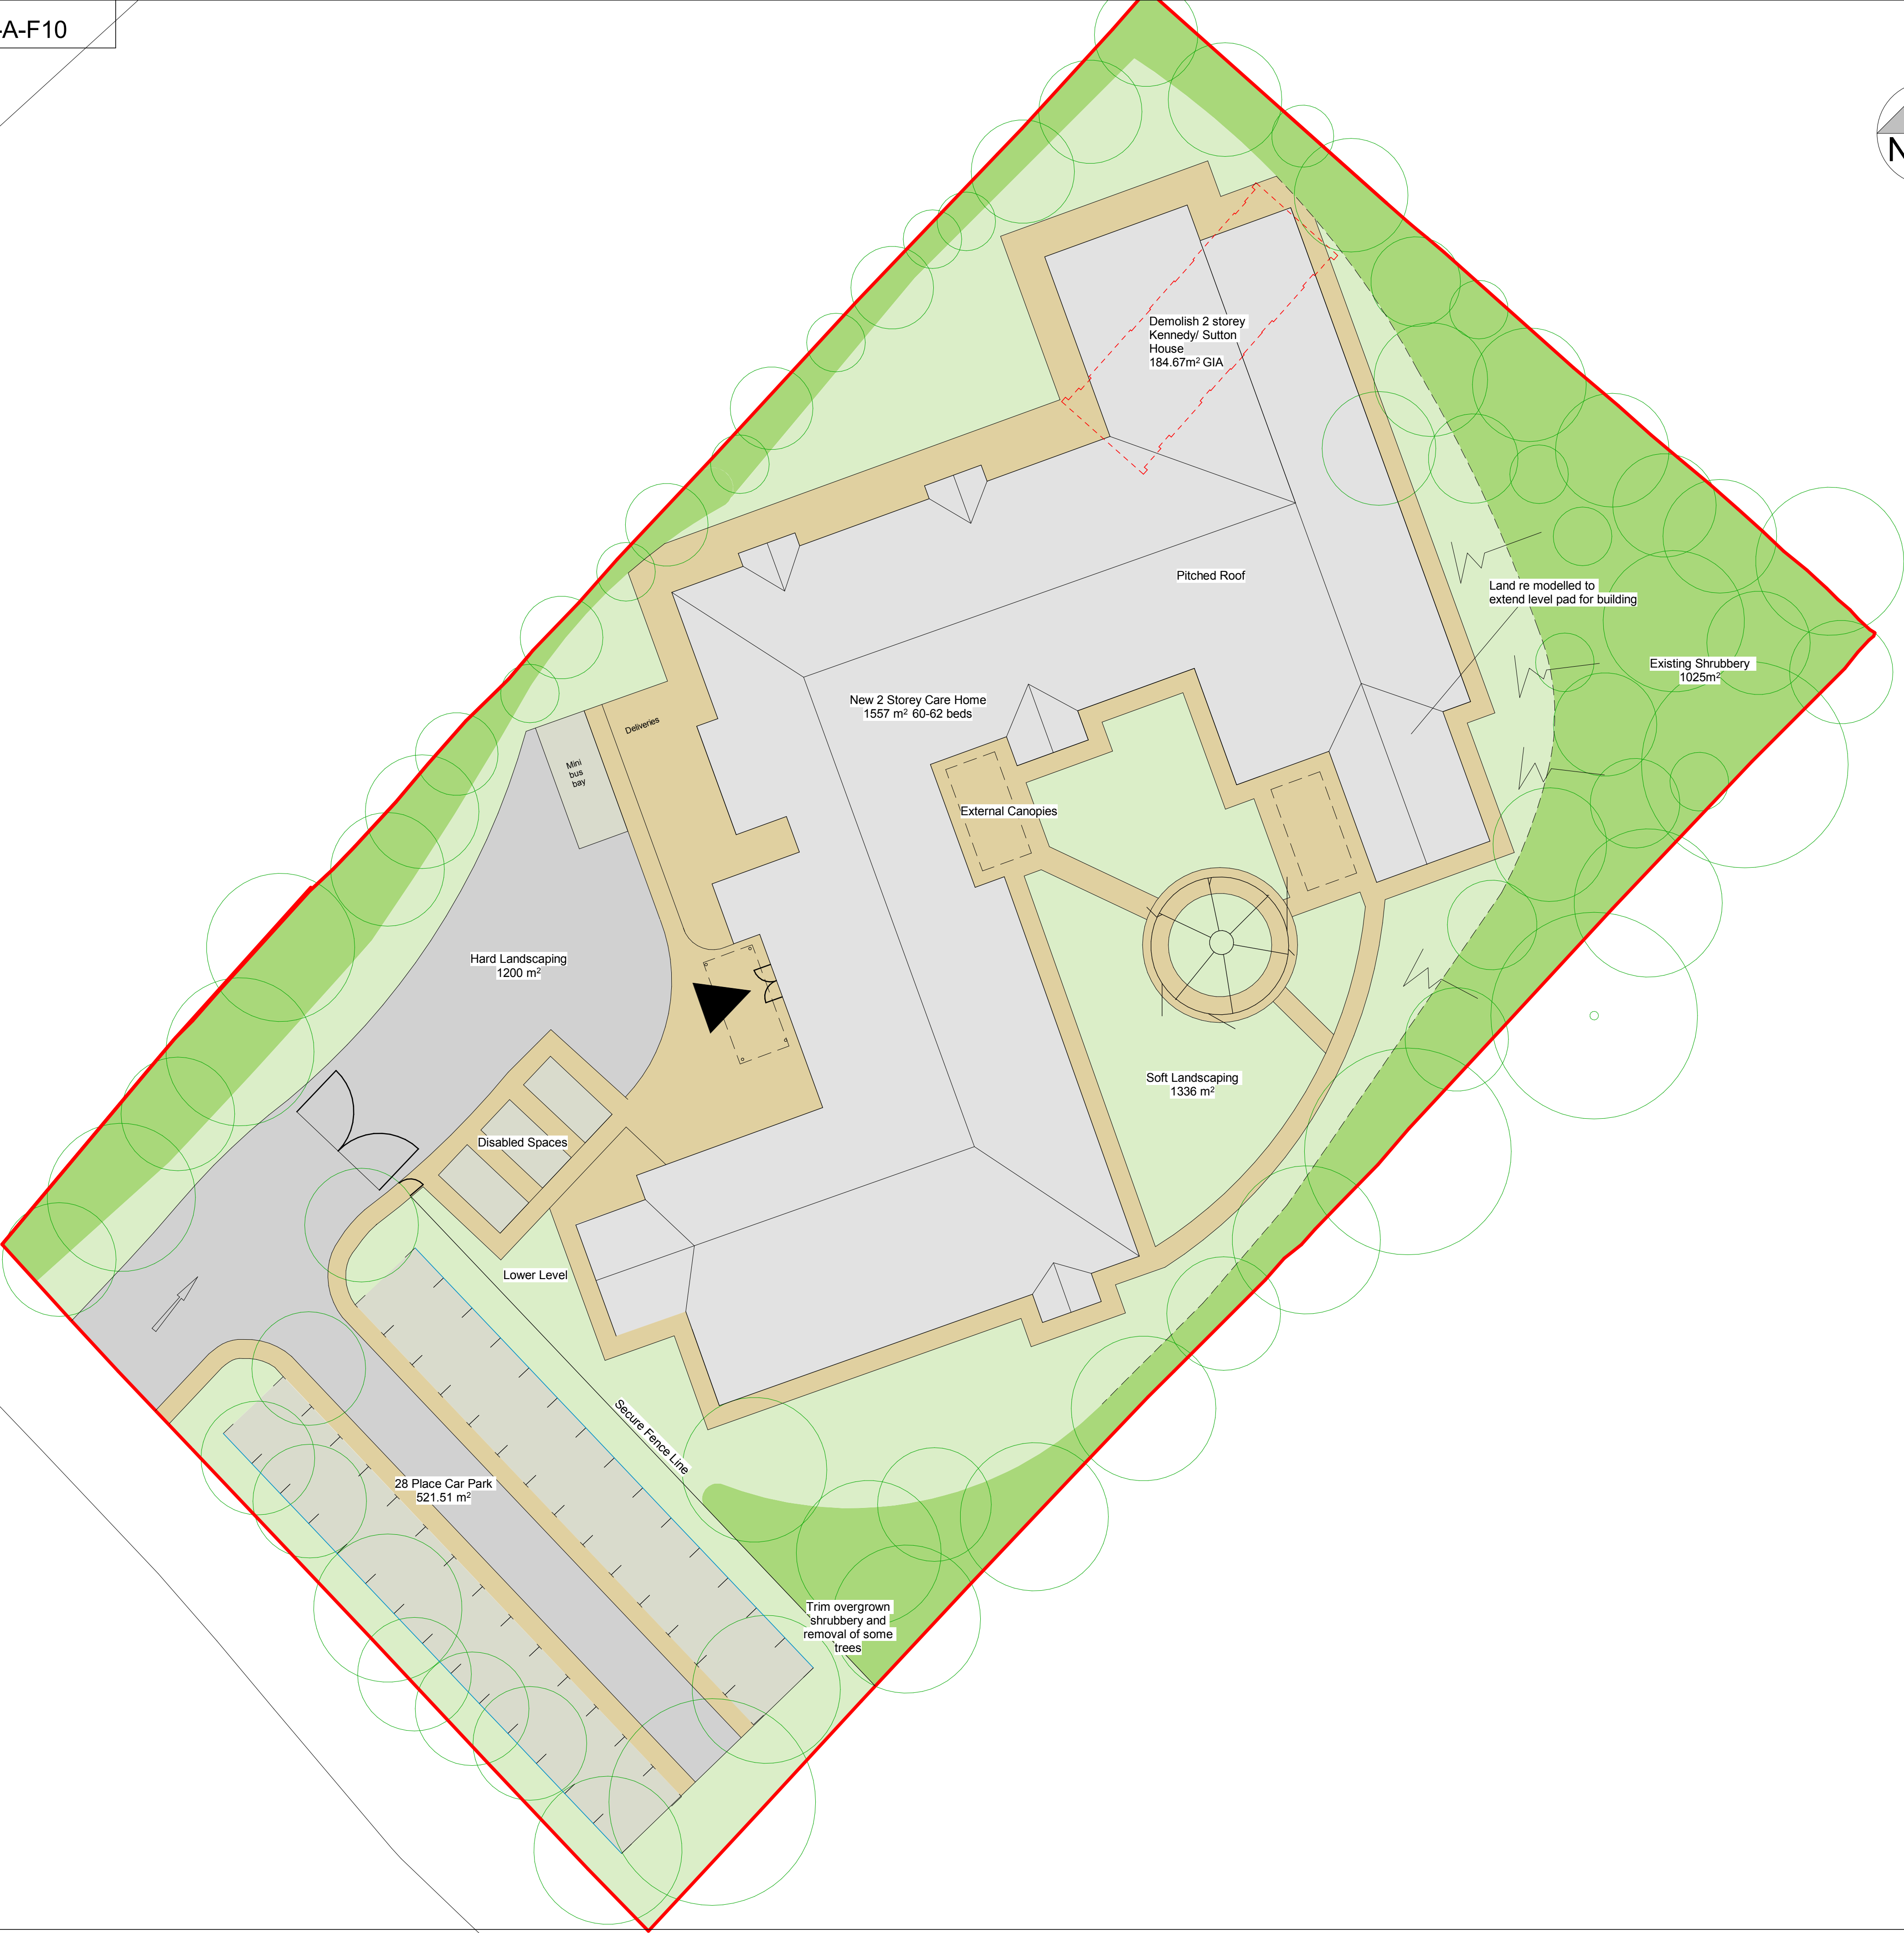 -A-F10
N
Demolish 2 storey
Kennedy/ Sutton
House
184.67m² GIA
Pitched Roof
Land re modelled to
extend level pad for building
Existing Shrubbery
1025m²
New 2 Storey Care Home
1557 m² 60-62 beds
Deliveries
Mini
bus
bay
External Canopies
Hard Landscaping
1200 m²
Soft Landscaping
1336 m²
Disabled Spaces
Lower Level
Secure Fence Line
28 Place Car Park
521.51 m²
Trim overgrown
shrubbery and
removal of some
trees